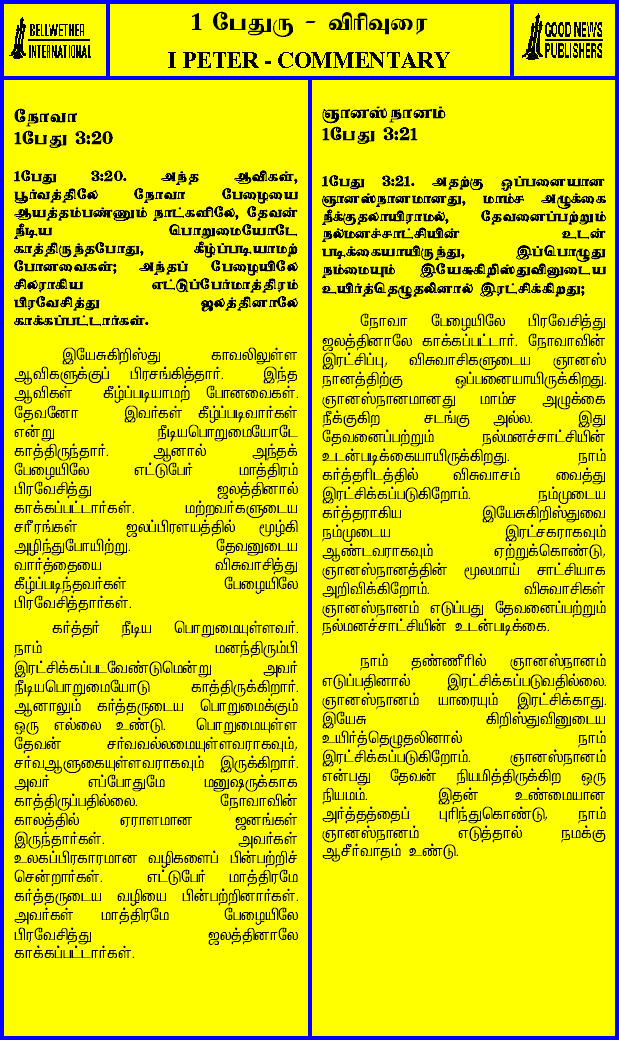 BELLWETHER
INTERNATIONAL
1 பேதுரு - விரிவுரை
I PETER - COMMENTARY
GOOD NEWS
PUBLISHERS
நோவா
1பேது 3:20
1பேது 3:20. அந்த ஆவிகள்,
பூர்வத்திலே நோவா பேழையை
ஆயத்தம்பண்ணும் நாட்களிலே, தேவன்
நீடிய பொறுமையோடே
காத்திருந்தபோது, கீழ்ப்படியாமற்
போனவைகள்; அந்தப் பேழையிலே
சிலராகிய எட்டுப்பேர்மாத்திரம்
பிரவேசித்து ஜலத்தினாலே
காக்கப்பட்டார்கள்.
இயேசுகிறிஸ்து காவலிலுள்ள
ஆவிகளுக்குப் பிரசங்கித்தார். இந்த
ஆவிகள் கீழ்ப்படியாமற் போனவைகள்.
தேவனோ இவர்கள் கீழ்ப்படிவார்கள்
என்று நீடியபொறுமையோடே
காத்திருந்தார். ஆனால் அந்தக்
பேழையிலே எட்டுபேர் மாத்திரம்
பிரவேசித்து ஜலத்தினால்
காக்கப்பட்டார்கள். மற்றவர்களுடைய
சரீரங்கள் ஜலப்பிரளயத்தில் மூழ்கி
அழிந்துபோயிற்று. தேவனுடைய
வார்த்தையை விசுவாசித்து
கீழ்ப்படிந்தவர்கள் பேழையிலே
பிரவேசித்தார்கள்.
கர்த்தர் நீடிய பொறுமையுள்ளவர்.
நாம் மனந்திரும்பி
இரட்சிக்கப்படவேண்டுமென்று அவர்
நீடியபொறுமையோடு காத்திருக்கிறார்.
ஆனாலும் கர்த்தருடைய பொறுமைக்கும்
ஒரு எல்லை உண்டு. பொறுமையுள்ள
தேவன் சர்வவல்லமையுள்ளவராகவும்,
சர்வஆளுகையுள்ளவராகவும் இருக்கிறார்.
அவர் எப்போதுமே மனுஷருக்காக
காத்திருப்பதில்லை. நோவாவின்
காலத்தில் ஏராளமான ஜனங்கள்
இருந்தார்கள். அவர்கள்
உலகப்பிரகாரமான வழிகளைப் பின்பற்றிச்
சென்றார்கள். எட்டுபேர் மாத்திரமே
கர்த்தருடைய வழியை பின்பற்றினார்கள்.
அவர்கள் மாத்திரமே பேழையிலே
பிரவேசித்து ஜலத்தினாலே
காக்கப்பட்டார்கள்.
ஞானஸ்நானம்
1பேது 3:21
1பேது 3:21. அதற்கு ஒப்பனையான
ஞானஸ்நானமானது, மாம்ச அழுக்கை
நீக்குதலாயிராமல், தேவனைப்பற்றும்
நல்மனச்சாட்சியின் உடன்
படிக்கையாயிருந்து, இப்பொழுது
நம்மையும் இயேசுகிறிஸ்துவினுடைய
உயிர்த்தெழுதலினால் இரட்சிக்கிறது;
நோவா பேழையிலே பிரவேசித்து
ஜலத்தினாலே காக்கப்பட்டார். நோவாவின்
இரட்சிப்பு, விசுவாசிகளுடைய ஞானஸ்
நானத்திற்கு ஒப்பனையாயிருக்கிறது.
ஞானஸ்நானமானது மாம்ச அழுக்கை
நீக்குகிற சடங்கு அல்ல. இது
தேவனைப்பற்றும் நல்மனச்சாட்சியின்
உடன்படிக்கையாயிருக்கிறது. நாம்
கர்த்தரிடத்தில் விசுவாசம் வைத்து
இரட்சிக்கப்படுகிறோம். நம்முடைய
கர்த்தராகிய இயேசுகிறிஸ்துவை
நம்முடைய இரட்சகராகவும்
ஆண்டவராகவும் ஏற்றுக்கொண்டு,
ஞானஸ்நானத்தின் மூலமாய் சாட்சியாக
அறிவிக்கிறோம். விசுவாசிகள்
ஞானஸ்நானம் எடுப்பது தேவனைப்பற்றும்
நல்மனச்சாட்சியின் உடன்படிக்கை.
நாம் தண்ணீரில் ஞானஸ்நானம்
எடுப்பதினால் இரட்சிக்கப்படுவதில்லை.
ஞானஸ்நானம் யாரையும் இரட்சிக்காது.
இயேசு கிறிஸ்துவினுடைய
உயிர்த்தெழுதலினால் நாம்
இரட்சிக்கப்படுகிறோம். ஞானஸ்நானம்
என்பது தேவன் நியமித்திருக்கிற ஒரு
நியமம். இதன் உண்மையான
அர்த்தத்தைப் புரிந்துகொண்டு, நாம்
ஞானஸ்நானம் எடுத்தால் நமக்கு
ஆசீர்வாதம் உண்டு.